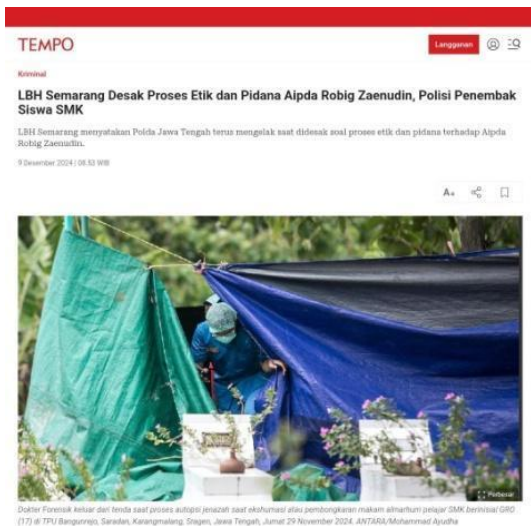 TEMPO
Langganan
Kriminal
LBH Semarang Desak Proses Etik dan Pidana Aipda Robig Zaenudin, Polisi Penembak
Siswa SMK
LBH Semarang menyatakan Polda Jawa Tengah terus mengelak saat didesak soal proses etik dan pidana terhadap Aipda
Robig Zaenudin.
9 Desember 2024 | 08.53 WIB
A+
Perbesar
Dokter Forensik keluar dari tenda saat proses autopsi jenazah saat ekshumasi atau pembongkaran makam almarhum pelajar SMK berinisial GRO
(17) di TPU Bangunrejo, Saradan, Karangmalang, Sragen, Jawa Tengah, Jumat 29 November 2024. ANTARA/Mohammad Ayudha